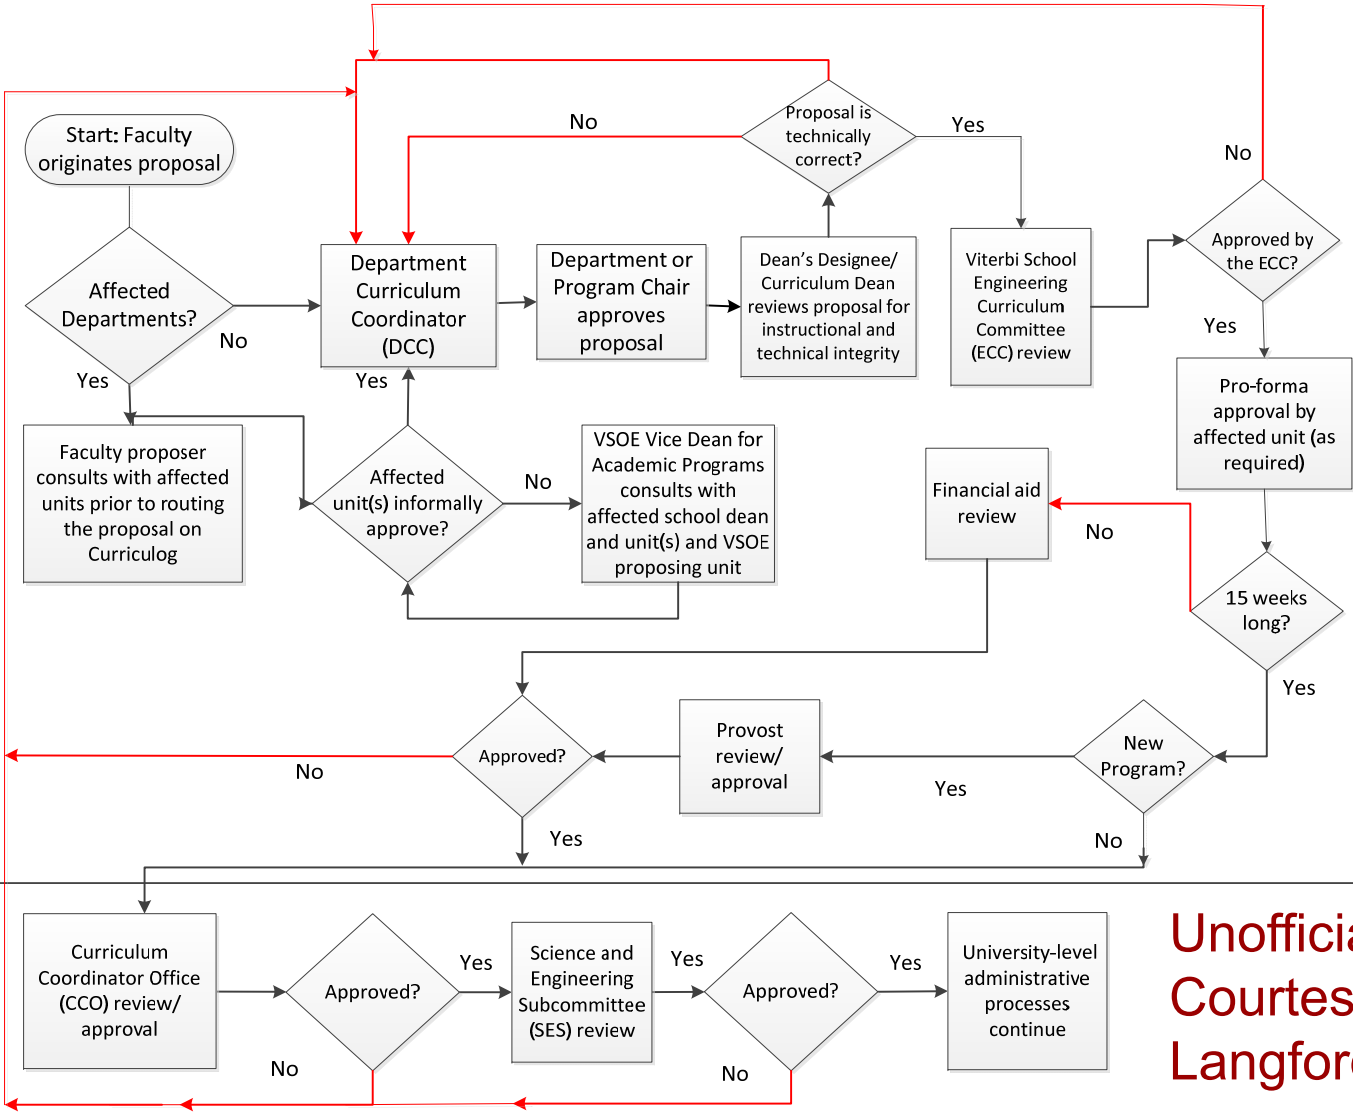 Start: Faculty
originates proposal
Affected
Departments?
No
Yes
Faculty proposer
consults with affected
units prior to routing
the proposal on
Curriculog
Department
Curriculum
Coordinator
(DCC)
Yes
Affected
unit(s) informally
approve?
No
VSOE Vice Dean for
Academic Programs
consults with
affected school dean
and unit(s) and VSOE
proposing unit
Department or
Program Chair
approves
proposal
Dean's Designee/
Curriculum Dean
reviews proposal for
instructional and
technical integrity
Proposal is
technically
correct?
No
Yes
Viterbi School
Engineering
Curriculum
Committee
(ECC) review
Approved by
the ECC?
No
Yes
Pro-forma
approval by
affected unit (as
required)
15 weeks
long?
No
Financial aid
review
Yes
New
Program?
Yes
No
Provost
review/
approval
Approved?
No
Yes
Curriculum
Coordinator Office
(CCO) review/
approval
Approved?
Yes
No
Science and
Engineering
Subcommittee
(SES) review
Yes
Approved?
Yes
No
University-level
administrative
processes
continue
Unofficia
Courtes
Langford